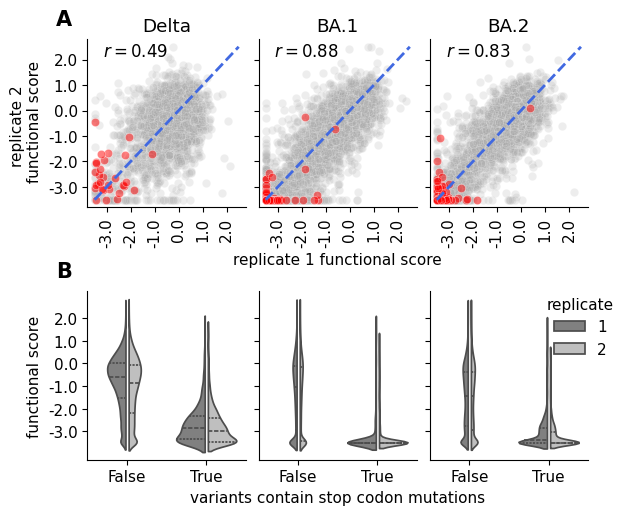 A
Delta BA.1 BA.2
r = 0.49 r = 0.88 r = 0.83
replicate 2
functional score
2.0
1.0
0.0
-1.0
-2.0
-3.0
-3.0 -2.0 -1.0 0.0 1.0 2.0 -3.0 -2.0 -1.0 0.0 1.0 2.0 -3.0 -2.0 -1.0 0.0 1.0 2.0
replicate 1 functional score
B
functional score
2.0
1.0
0.0
-1.0
-2.0
-3.0
replicate
1
2
False True False True False True
variants contain stop codon mutations